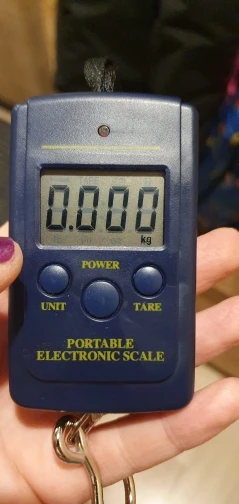 0.000
kg
POWER
UNIT TARE
PORTABLE
ELECTRONIC SCALE